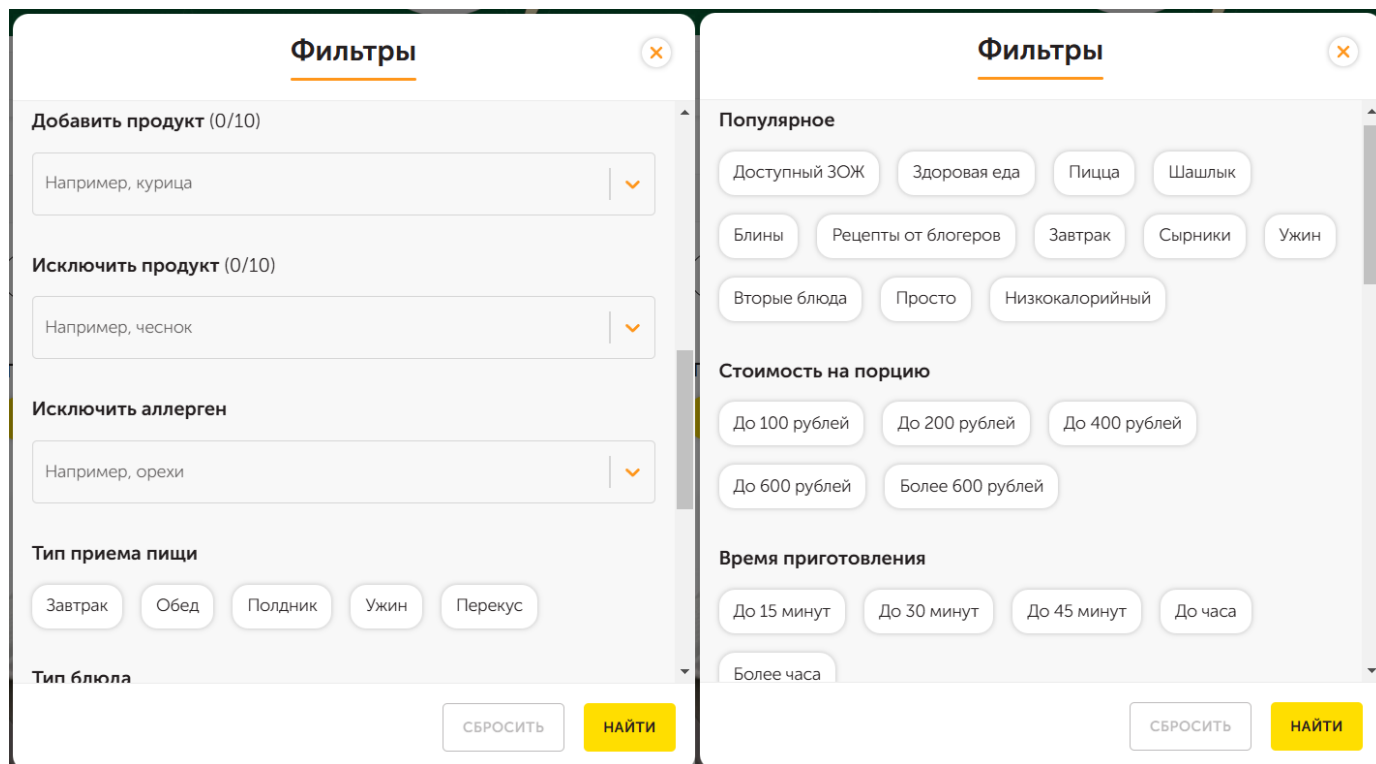 Фильтры
Добавить продукт (0/10)
Например, курица
Исключить продукт (0/10)
Например, чеснок
Исключить аллерген
Например, орехи
Тип приема пищи
Завтрак Обед Полдник Ужин Перекус
Тип блюда
СБРОСИТЬ НАЙТИ
Фильтры
Популярное
Доступный ЗОЖ Здоровая еда Пицца Шашлык
Блины Рецепты от блогеров Завтрак Сырники Ужин
Вторые блюда Просто Низкокалорийный
Стоимость на порцию
До 100 рублей До 200 рублей До 400 рублей
До 600 рублей Более 600 рублей
Время приготовления
До 15 минут До 30 минут До 45 минут До часа
Более часа
СБРОСИТЬ НАЙТИ